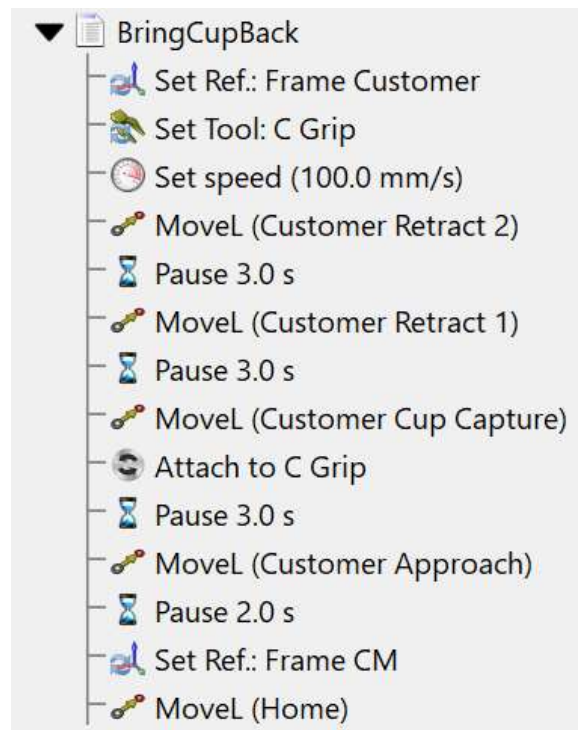 BringCupBack
Set Ref.: Frame Customer
Set Tool: C Grip
Set speed (100.0 mm/s)
MoveL (Customer Retract 2)
Pause 3.0 s
MoveL (Customer Retract 1)
Pause 3.0 s
MoveL (Customer Cup Capture)
Attach to C Grip
Pause 3.0 s
MoveL (Customer Approach)
Pause 2.0 s
Set Ref.: Frame CM
MoveL (Home)